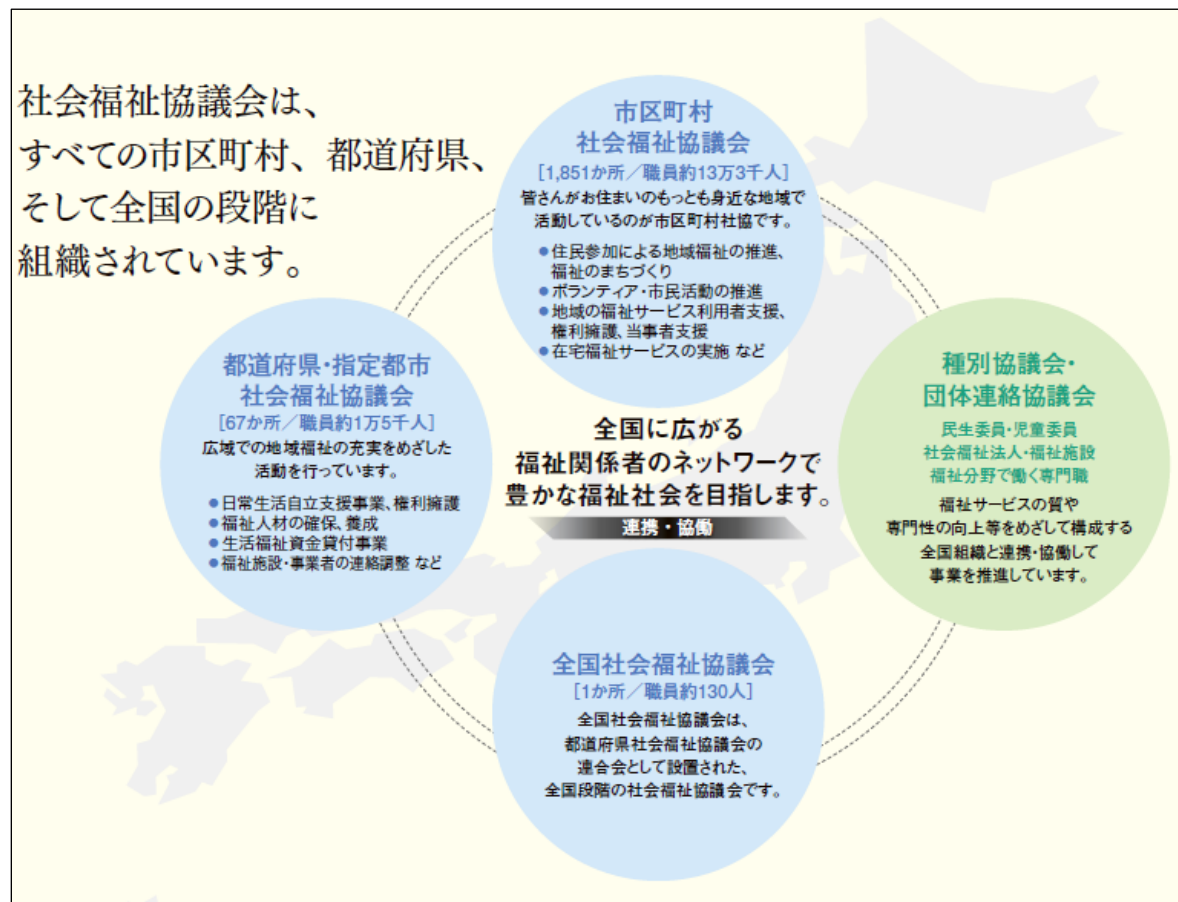 社会福祉協議会は、
すべての市区町村、都道府県、
そして全国の段階に
組織されています。
市区町村
社会福祉協議会
［1,851か所／職員約13万3千人］
皆さんがお住まいのもっとも身近な地域で
活動しているのが市区町村社協です。
●住民参加による地域福祉の推進、
福祉のまちづくり
●ボランティア・市民活動の推進
●地域の福祉サービス利用者支援、
権利擁護、当事者支援
●在宅福祉サービスの実施 など
都道府県・指定都市
社会福祉協議会
［67か所／職員約1万5千人］
広域での地域福祉の充実をめざした
活動を行っています。
●日常生活自立支援事業、権利擁護
●福祉人材の確保、養成
●生活福祉資金貸付事業
●福祉施設・事業者の連絡調整 など
全国に広がる
福祉関係者のネットワークで
豊かな福祉社会を目指します。
連携・協働
種別協議会・
団体連絡協議会
民生委員・児童委員
社会福祉法人・福祉施設
福祉分野で働く専門職
福祉サービスの質や
専門性の向上等をめざして構成する
全国組織と連携・協働して
事業を推進しています。
全国社会福祉協議会
［1か所／職員約130人］
全国社会福祉協議会は、
都道府県社会福祉協議会の
連合会として設置された、
全国段階の社会福祉協議会です。